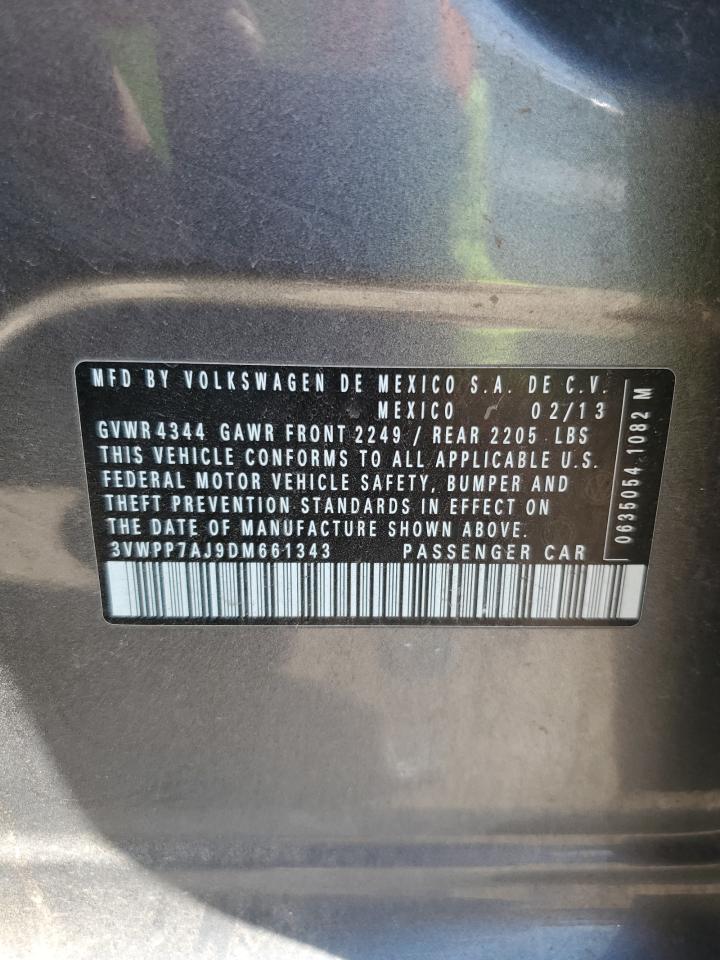 MFD BY VOLKSWAGEN DE MEXICO S.A. DE C.V.
MEXICO 02/13
GVWR 4344 GAWR FRONT 2249 / REAR 2205 LBS
THIS VEHICLE CONFORMS TO ALL APPLICABLE U.S.
FEDERAL MOTOR VEHICLE SAFETY, BUMPER AND
THEFT PREVENTION STANDARDS IN EFFECT ON
THE DATE OF MANUFACTURE SHOWN ABOVE.
3VWPP7AJ9DM661343 PASSENGER CAR
0635054 1082 M